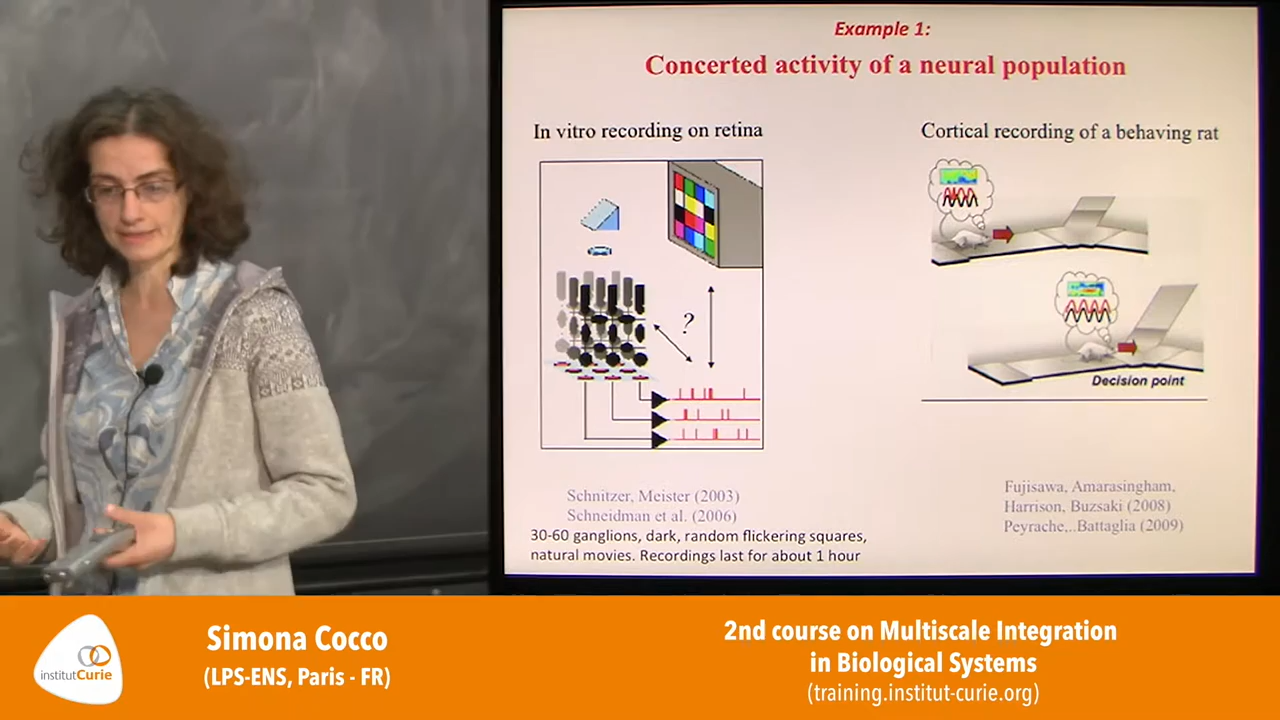 Example 1:
Concerted activity of a neural population
In vitro recording on retina
Cortical recording of a behaving rat
?
Decision point
Schnitzer, Meister (2003)
Schneidman et al. (2006)
30-60 ganglions, dark, random flickering squares,
natural movies. Recordings last for about 1 hour
Fujisawa, Amarasingham,
Harrison, Buzsaki (2008)
Peyrache,..Battaglia (2009)
institutCurie
Simona Cocco
(LPS-ENS, Paris - FR)
2nd course on Multiscale Integration
in Biological Systems
(training.institut-curie.org)